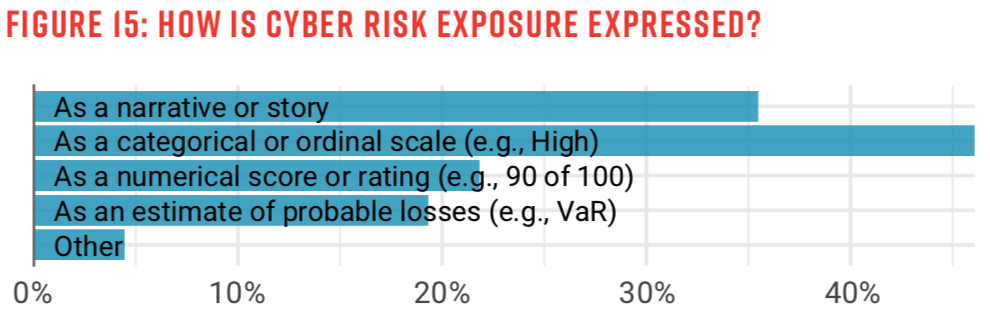 FIGURE 15: HOW IS CYBER RISK EXPOSURE EXPRESSED?
As a narrative or story
As a categorical or ordinal scale (e.g., High)
As a numerical score or rating (e.g., 90 of 100)
As an estimate of probable losses (e.g., VaR)
Other
0% 10% 20% 30% 40%